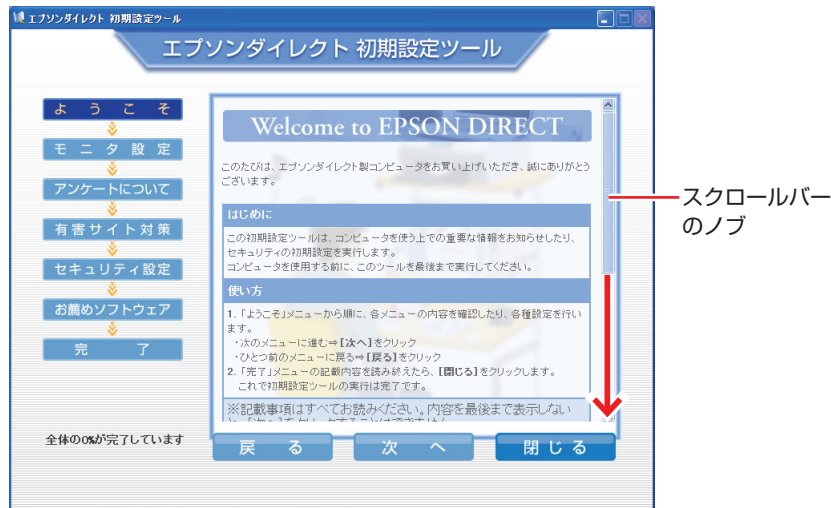 エプソンダイレクト 初期設定ツール
エプソンダイレクト 初期設定ツール
ようこそ
モニタ設定
アンケートについて
有害サイト対策
セキュリティ設定
お薦めソフトウェア
完了
全体の0%が完了しています
Welcome to EPSON DIRECT
このたびは、エプソンダイレクト製コンピュータをお買い上げいただき、誠にありがとう
ございます。
はじめに
この初期設定ツールは、コンピュータを使う上での重要な情報をお知らせしたり、
セキュリティの初期設定を実行します。
コンピュータを使用する前に、このツールを最後まで実行してください。
使い方
1.「ようこそ」メニューから順に、各メニューの内容を確認したり、各種設定を行い
ます。
・次のメニューに進む⇒[次へ]をクリック
・ひとつ前のメニューに戻る⇒[戻る]をクリック
2.「完了」メニューの記載内容を読み終えたら、[閉じる]をクリックします。
これで初期設定ツールの実行は完了です。
※記載事項はすべてお読みください。内容を最後まで表示しない
と、[次へ]をクリックすることはできません。
戻る
次へ
閉じる
スクロールバー
のノブ